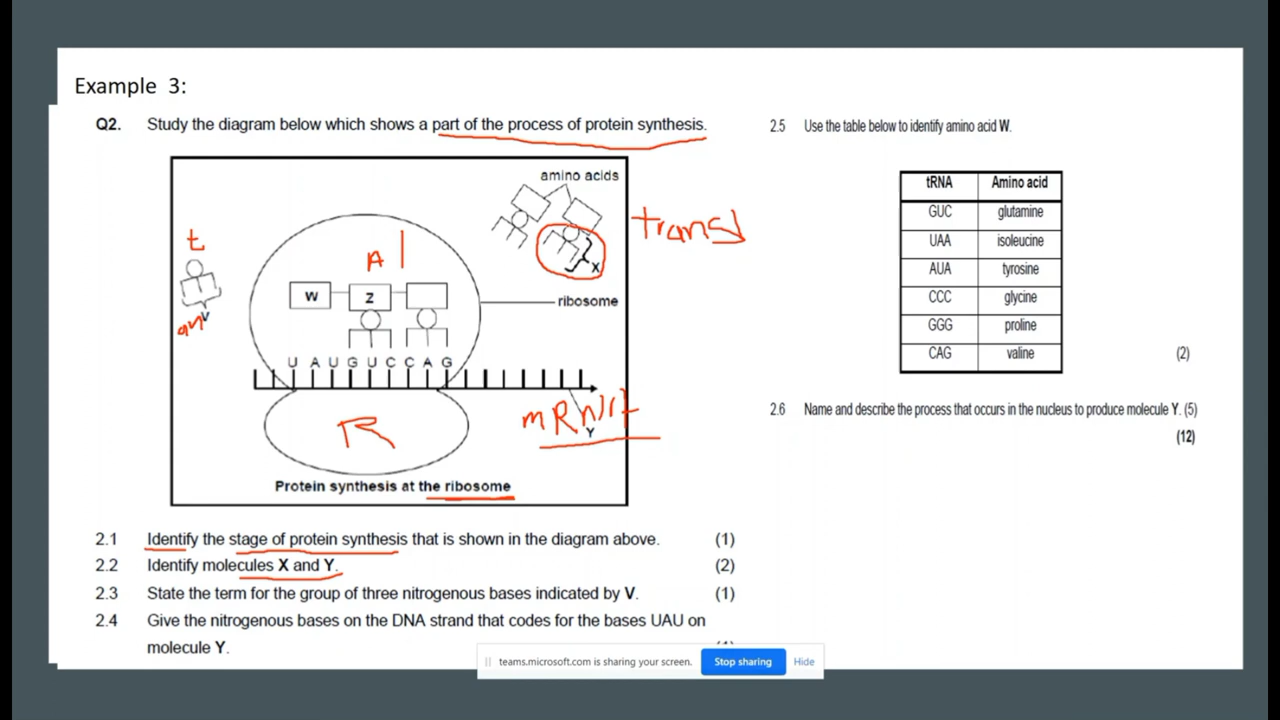 Example 3:
Q2. Study the diagram below which shows a part of the process of protein synthesis.
amino acids
transl
t
A
X
W Z
ribosome
V
U A U G U C C A G
R
Y
Protein synthesis at the ribosome
2.1 Identify the stage of protein synthesis that is shown in the diagram above. (1)
2.2 Identify molecules X and Y. (2)
2.3 State the term for the group of three nitrogenous bases indicated by V. (1)
2.4 Give the nitrogenous bases on the DNA strand that codes for the bases UAU on
molecule Y.
2.5 Use the table below to identify amino acid W.
tRNA Amino acid
GUC glutamine
UAA isoleucine
AUA tyrosine
CCC glycine
GGG proline
CAG valine
(2)
2.6 Name and describe the process that occurs in the nucleus to produce molecule Y. (5)
(12)
teams.microsoft.com is sharing your screen. Stop sharing Hide